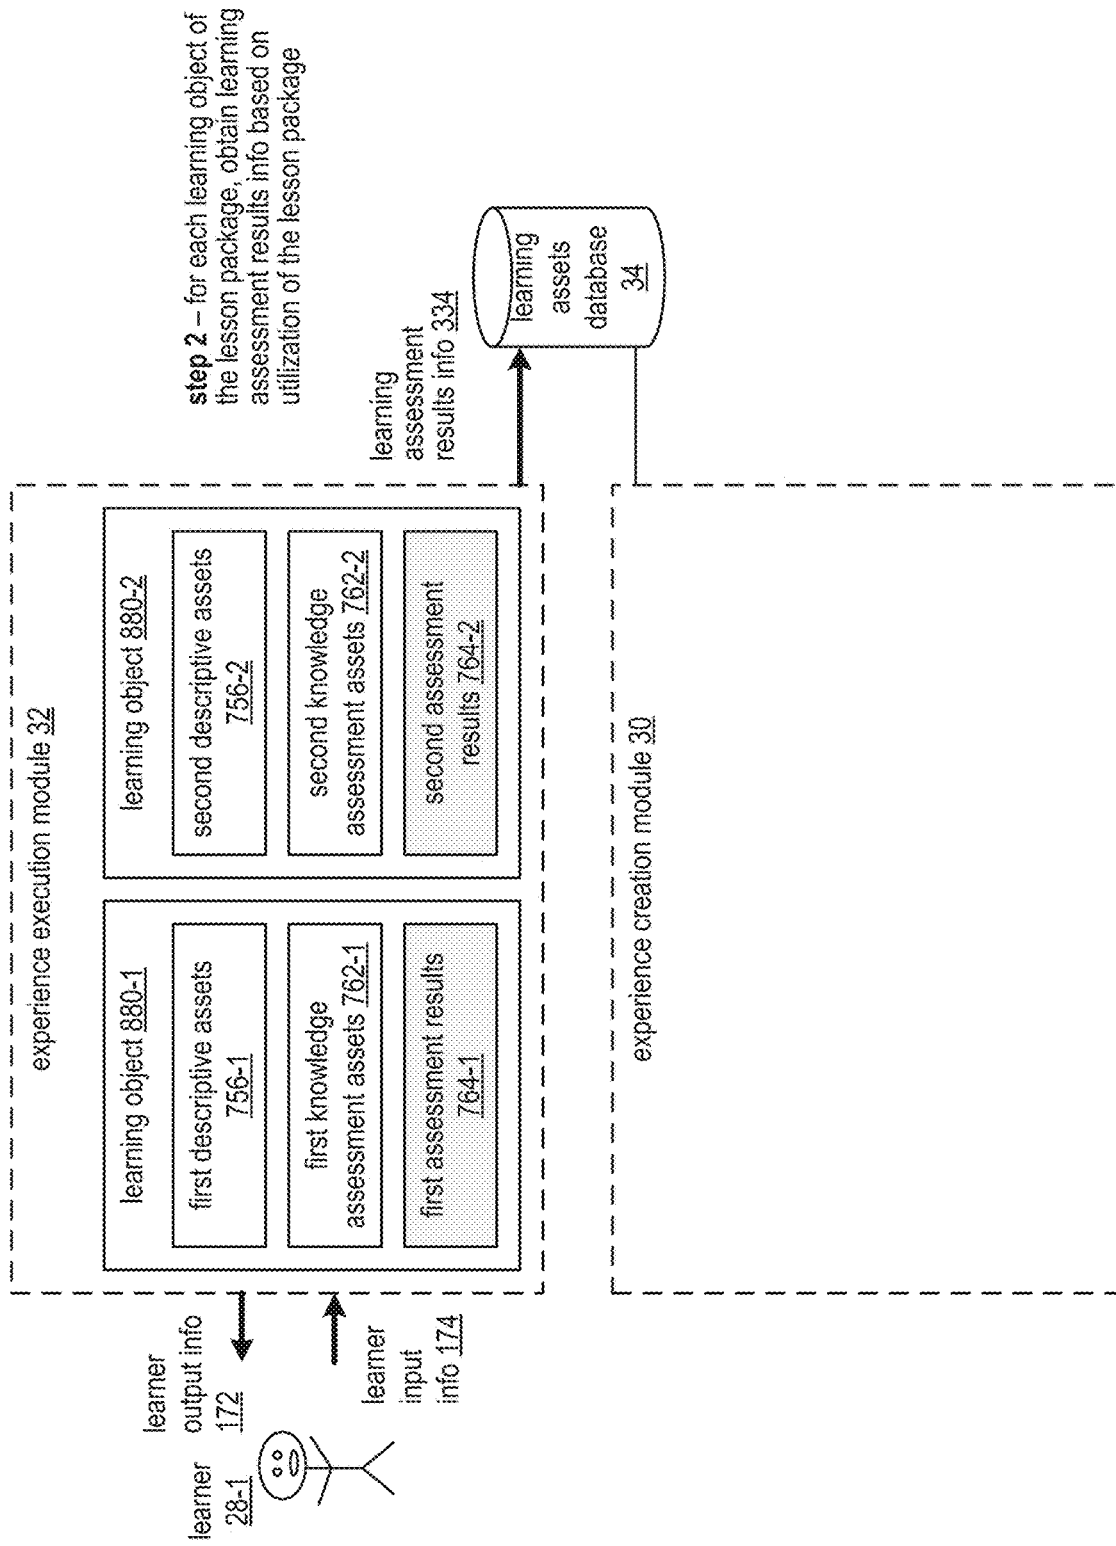 experience execution module 32
learner
28-1
learner
output info
172
learner
input
info 174
learning object 880-1
first descriptive assets
756-1
first knowledge
assessment assets 762-1
first assessment results
764-1
learning object 880-2
second descriptive assets
756-2
second knowledge
assessment assets 762-2
second assessment
results 764-2
step 2 – for each learning object of
the lesson package, obtain learning
assessment results info based on
utilization of the lesson package
learning
assessment
results info 334
learning
assets
database
34
experience creation module 30